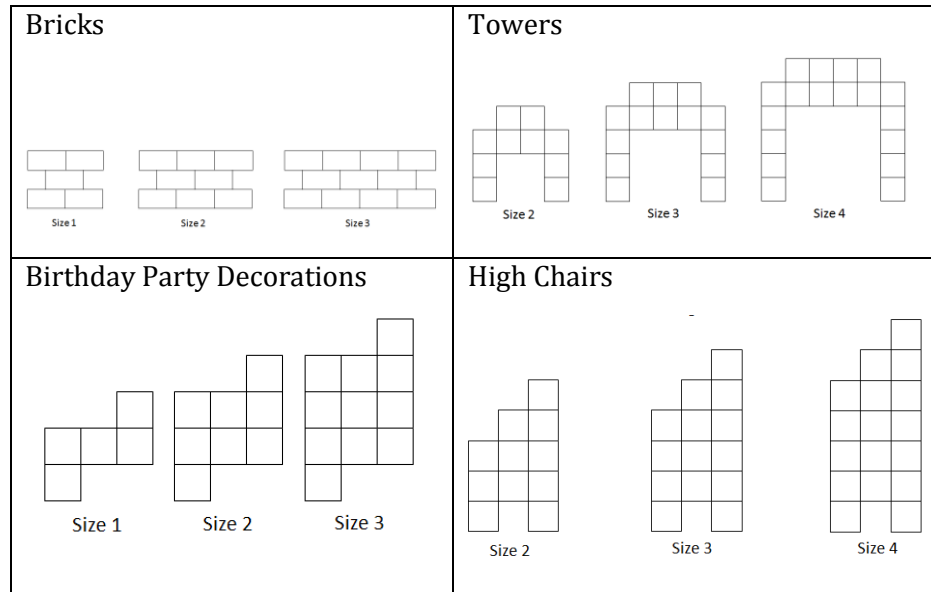 Bricks
Size 1
Size 2
Size 3
Towers
Size 2
Size 3
Size 4
Birthday Party Decorations
Size 1
Size 2
Size 3
High Chairs
Size 2
Size 3
Size 4